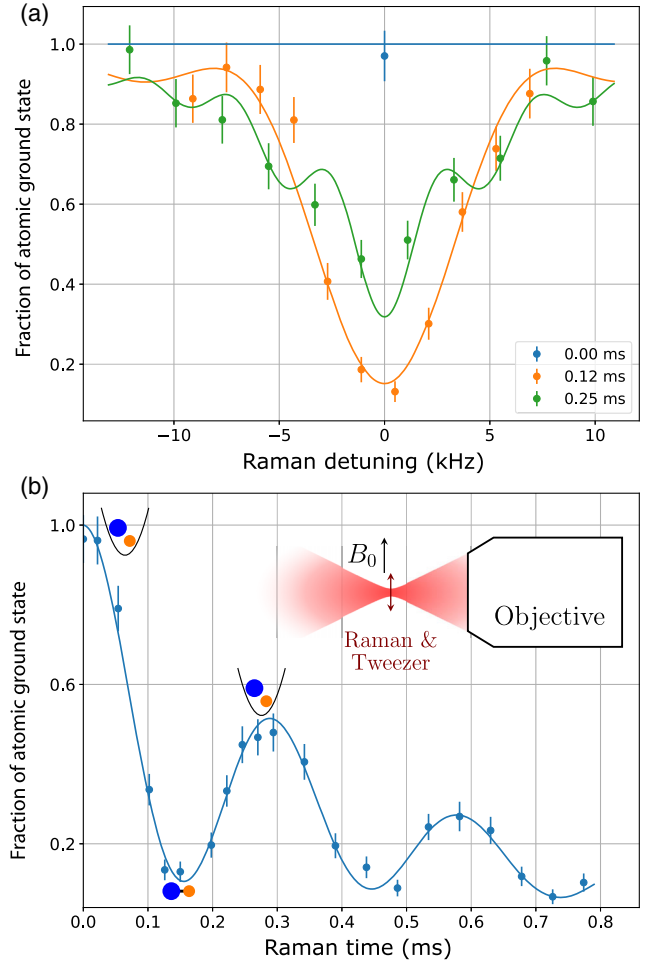 (a)
1.0
0.8
0.6
0.4
0.2
Fraction of atomic ground state
0.00 ms
0.12 ms
0.25 ms
−10
−5
0
5
10
Raman detuning (kHz)
(b)
1.0
0.6
0.2
Fraction of atomic ground state
B0
Objective
Raman &
Tweezer
0.0
0.1
0.2
0.3
0.4
0.5
0.6
0.7
0.8
Raman time (ms)